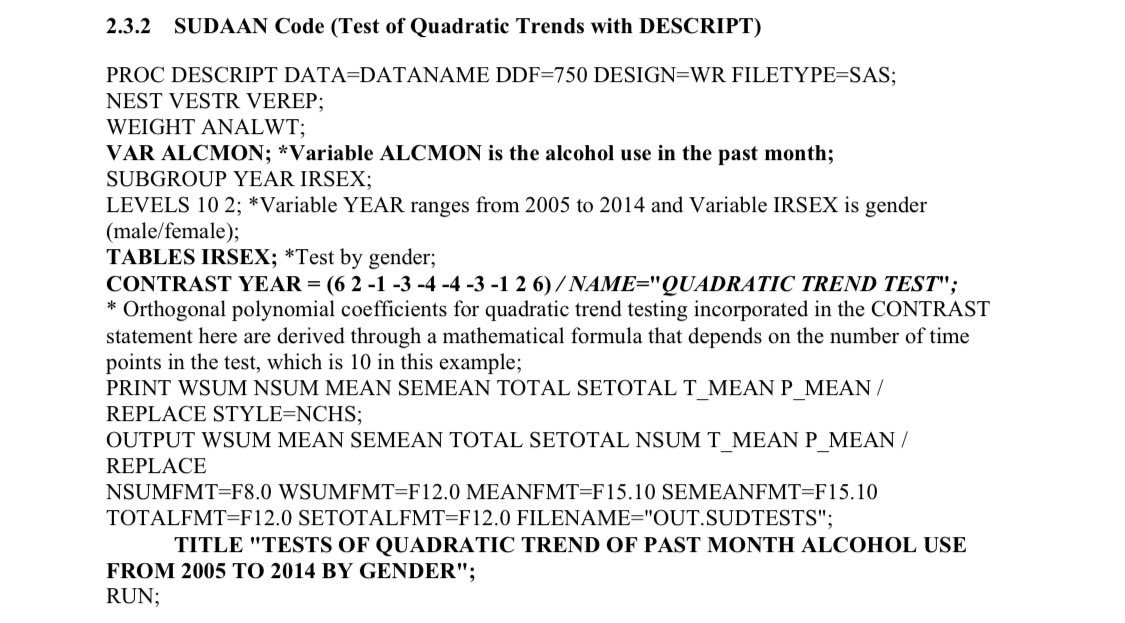 2.3.2 SUDAAN Code (Test of Quadratic Trends with DESCRIPT)
PROC DESCRIPT DATA=DATANAME DDF=750 DESIGN=WR FILETYPE=SAS;
NEST VESTR VEREP;
WEIGHT ANALWT;
VAR ALCMON; *Variable ALCMON is the alcohol use in the past month;
SUBGROUP YEAR IRSEX;
LEVELS 10 2; *Variable YEAR ranges from 2005 to 2014 and Variable IRSEX is gender
(male/female);
TABLES IRSEX; *Test by gender;
CONTRAST YEAR = (6 2 -1 -3 -4 -4 -3 -1 2 6) / NAME="QUADRATIC TREND TEST";
* Orthogonal polynomial coefficients for quadratic trend testing incorporated in the CONTRAST
statement here are derived through a mathematical formula that depends on the number of time
points in the test, which is 10 in this example;
PRINT WSUM NSUM MEAN SEMEAN TOTAL SETOTAL T_MEAN P_MEAN /
REPLACE STYLE=NCHS;
OUTPUT WSUM MEAN SEMEAN TOTAL SETOTAL NSUM T_MEAN P_MEAN /
REPLACE
NSUMFMT=F8.0 WSUMFMT=F12.0 MEANFMT=F15.10 SEMEANFMT=F15.10
TOTALFMT=F12.0 SETOTALFMT=F12.0 FILENAME="OUT.SUDTESTS";
TITLE "TESTS OF QUADRATIC TREND OF PAST MONTH ALCOHOL USE
FROM 2005 TO 2014 BY GENDER";
RUN;